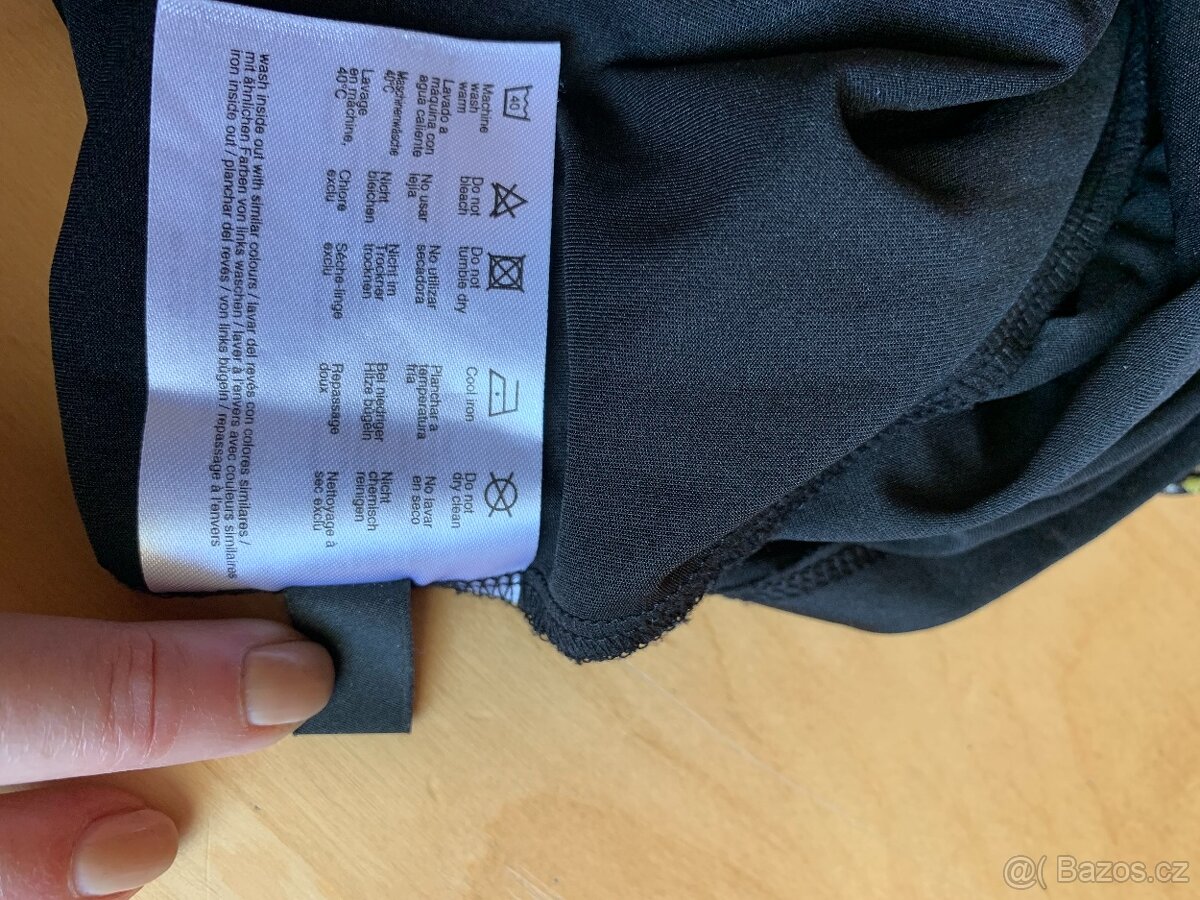 40
Machine
wash
warm
Lavado a
máquina con
agua caliente
Maschinenwäsche
40°C
Lavage
en machine,
40°C
Do not
bleach
No usar
lejia
Nicht
bleichen
Chlore
exclu
Do not
tumble dry
No utilizar
secadora
Nicht im
Trockner
trocknen
Sèche-linge
exclu
Cool iron
Planchar a
temperatura
fria
Bei niedriger
Hitze bügeln
Repassage
doux
Do not
dry clean
No lavar
en seco
Nicht
chemisch
reinigen
Nettoyage à
sec exclu
wash inside out with similar colours / lavar del revés con colores similares /
mit ähnlichen Farben von links waschen / laver à l'envers avec couleurs similaires
iron inside out / planchar del revés / von links bügeln / repassage à l'envers
@( Bazos.cz